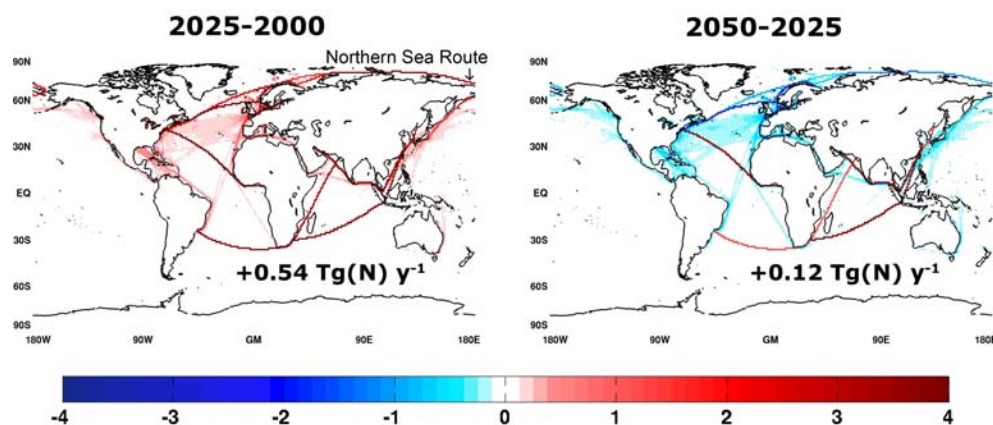 2025-2000
2050-2025
Northern Sea Route
90N
60N
30N
EQ
30S
60S
90S
180W
90W
GM
90E
180E
+0.54 Tg(N) y⁻¹
90N
60N
30N
EQ
30S
60S
90S
180W
90W
GM
90E
180E
+0.12 Tg(N) y⁻¹
-4 -3 -2 -1 0 1 2 3 4